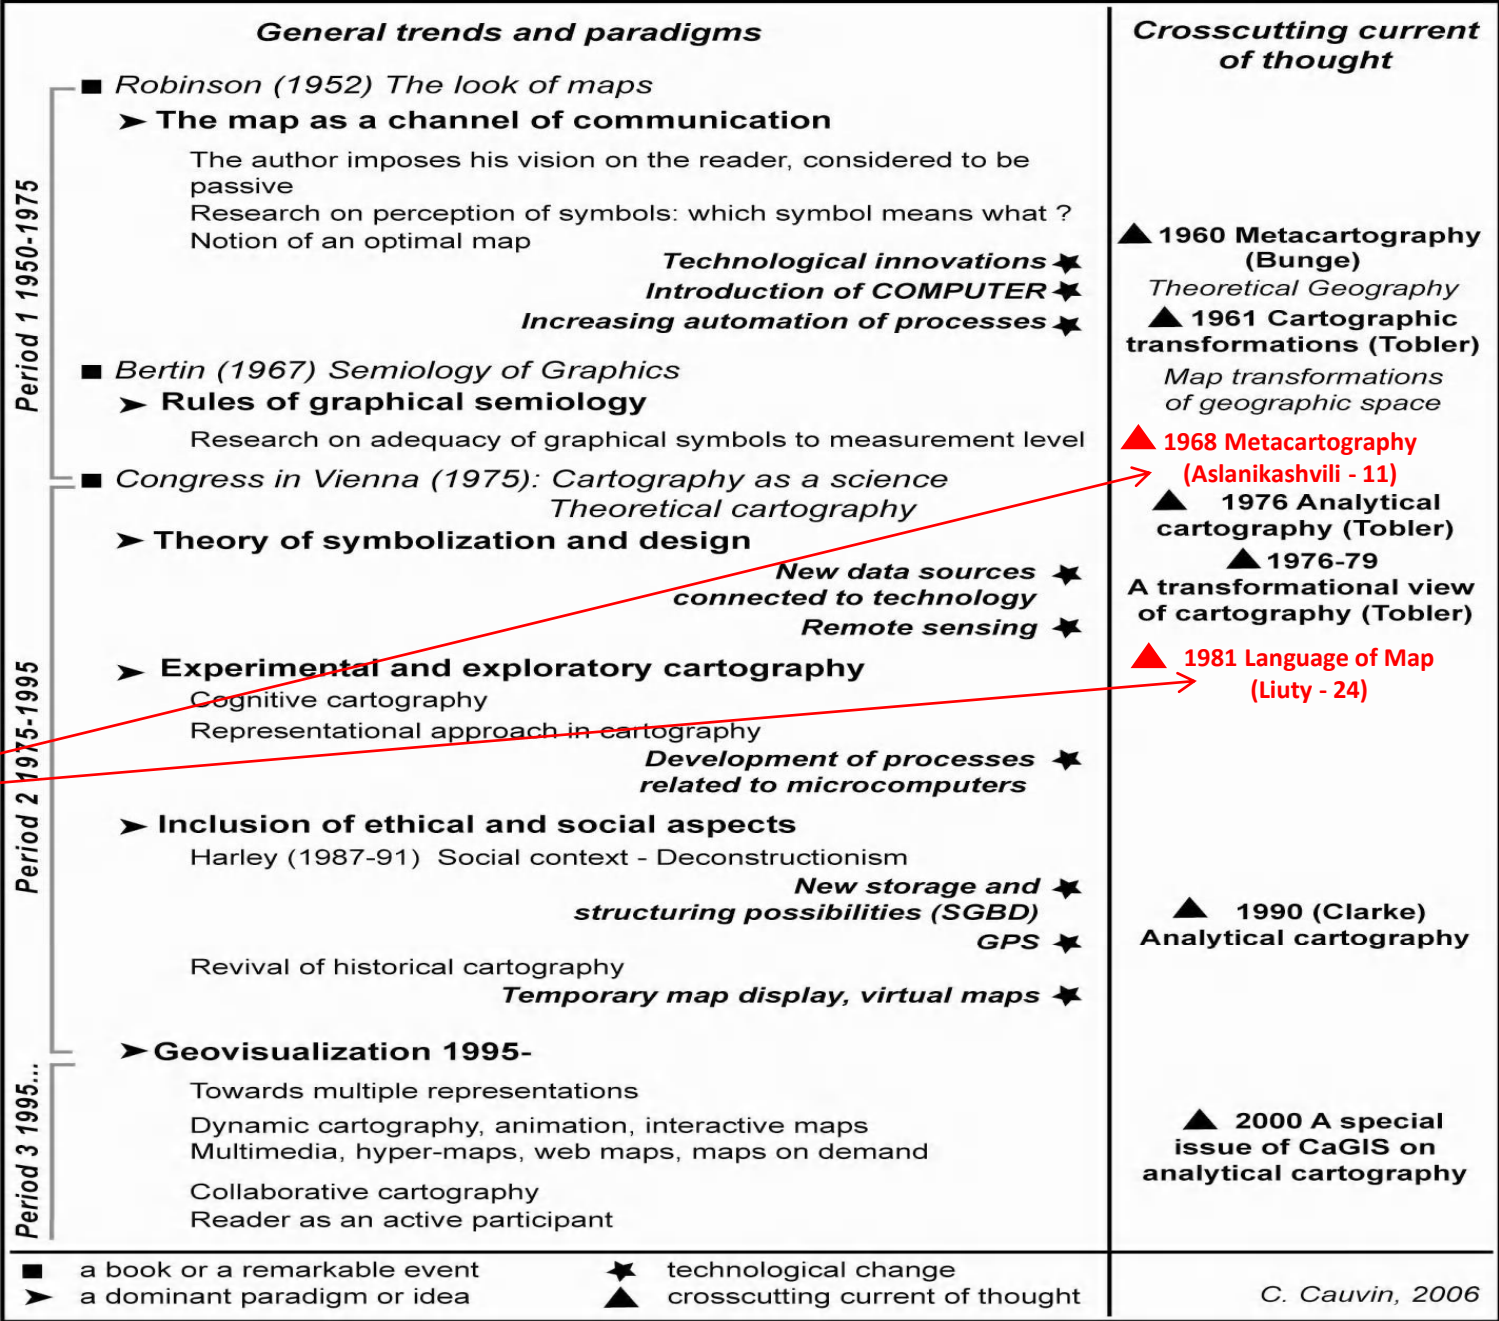 General trends and paradigms
Robinson (1952) The look of maps
The map as a channel of communication
The author imposes his vision on the reader, considered to be
passive
Research on perception of symbols: which symbol means what ?
Notion of an optimal map
Technological innovations
Introduction of COMPUTER
Increasing automation of processes
Bertin (1967) Semiology of Graphics
Rules of graphical semiology
Research on adequacy of graphical symbols to measurement level
Period 1 1950-1975
Congress in Vienna (1975): Cartography as a science
Theoretical cartography
Theory of symbolization and design
New data sources
connected to technology
Remote sensing
Experimental and exploratory cartography
Cognitive cartography
Representational approach in cartography
Development of processes
related to microcomputers
Inclusion of ethical and social aspects
Harley (1987-91) Social context - Deconstructionism
New storage and
structuring possibilities (SGBD)
GPS
Revival of historical cartography
Temporary map display, virtual maps
Period 2 1975-1995
Geovisualization 1995-
Towards multiple representations
Dynamic cartography, animation, interactive maps
Multimedia, hyper-maps, web maps, maps on demand
Collaborative cartography
Reader as an active participant
Period 3 1995...
Crosscutting current
of thought
1960 Metacartography
(Bunge)
Theoretical Geography
1961 Cartographic
transformations (Tobler)
Map transformations
of geographic space
1968 Metacartography
(Aslanikashvili - 11)
1976 Analytical
cartography (Tobler)
1976-79
A transformational view
of cartography (Tobler)
1981 Language of Map
(Liuty - 24)
1990 (Clarke)
Analytical cartography
2000 A special
issue of CaGIS on
analytical cartography
a book or a remarkable event
a dominant paradigm or idea
technological change
crosscutting current of thought
C. Cauvin, 2006